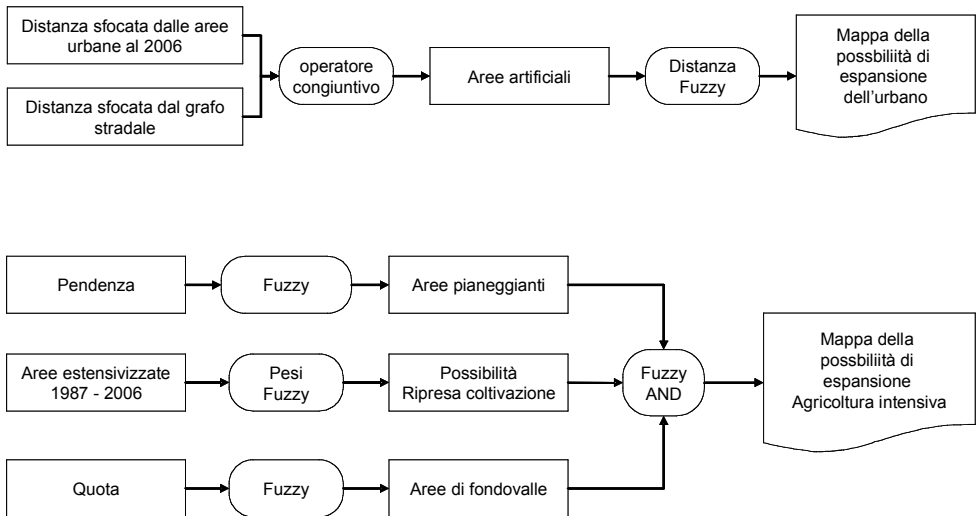 Distanza sfocata dalle aree
urbane al 2006
Distanza sfocata dal grafo
stradale
operatore
congiuntivo
Aree artificiali
Distanza
Fuzzy
Mappa della
possbiliità di
espansione
dell'urbano
Pendenza
Fuzzy
Aree pianeggianti
Aree estensivizzate
1987 - 2006
Pesi
Fuzzy
Possibilità
Ripresa coltivazione
Quota
Fuzzy
Aree di fondovalle
Fuzzy
AND
Mappa della
possbiliità di
espansione
Agricoltura intensiva